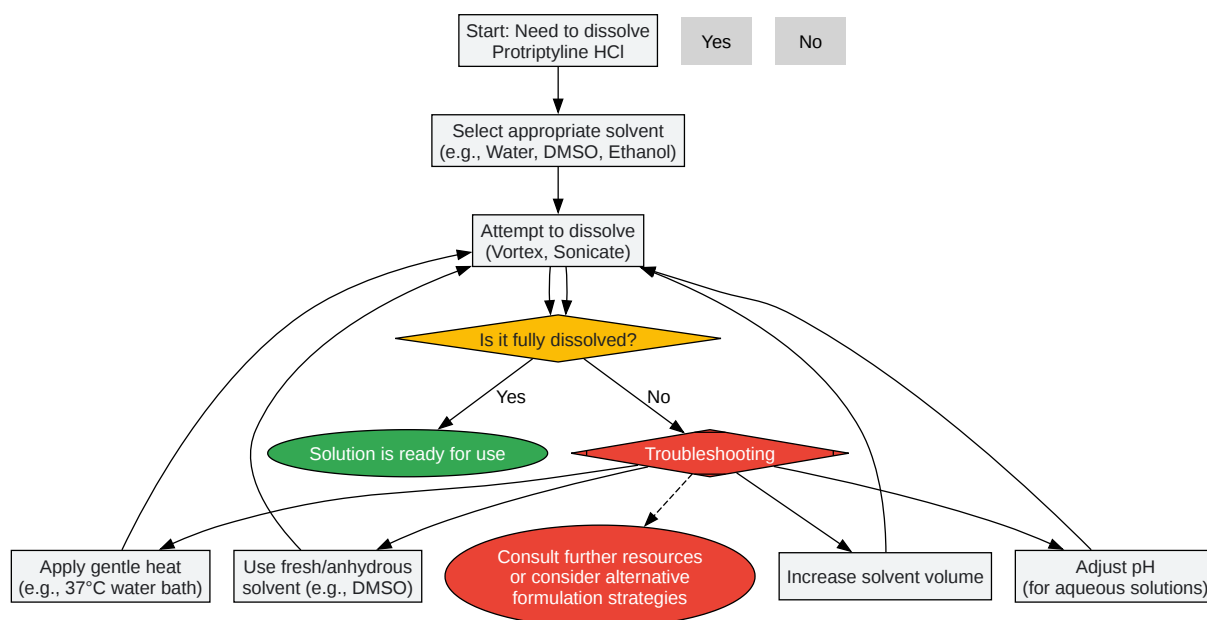 Start: Need to dissolve
Protriptyline HCl
Yes
No
Select appropriate solvent
(e.g., Water, DMSO, Ethanol)
Attempt to dissolve
(Vortex, Sonicate)
Is it fully dissolved?
Yes
No
Solution is ready for use
Troubleshooting
Apply gentle heat
(e.g., 37°C water bath)
Use fresh/anhydrous
solvent (e.g., DMSO)
Consult further resources
or consider alternative
formulation strategies
Increase solvent volume
Adjust pH
(for aqueous solutions)